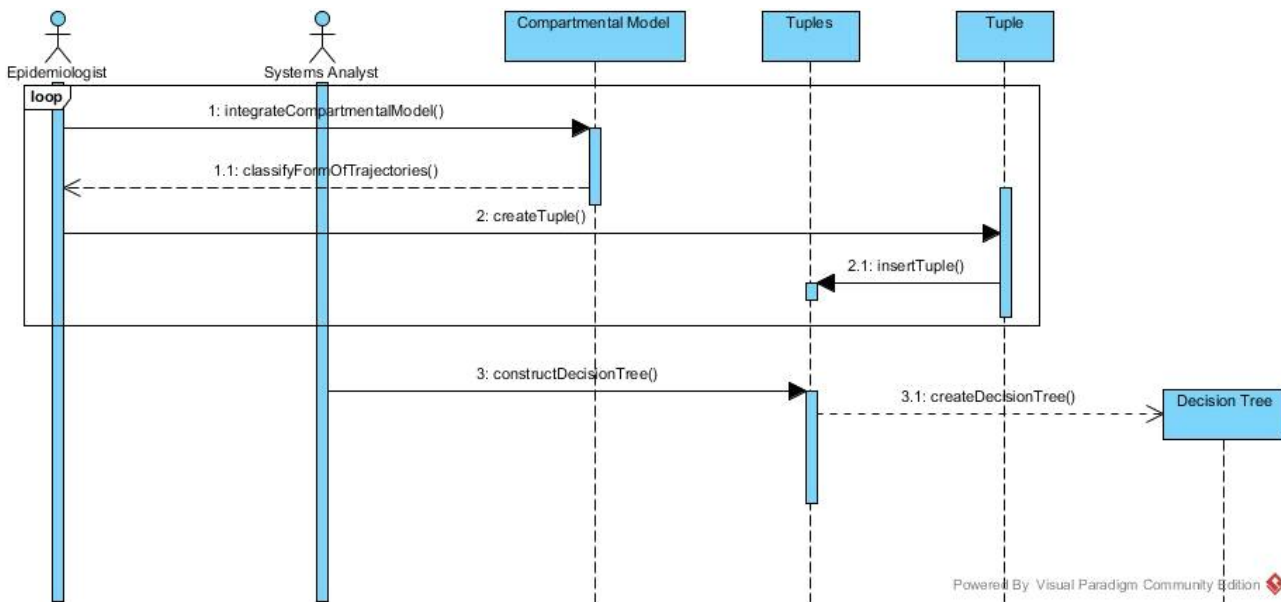 Compartmental Model
Tuples
Tuple
Epidemiologist
Systems Analyst
loop
1: integrateCompartmentalModel()
1.1: classifyFormOfTrajectories()
2: createTuple()
2.1: insertTuple()
3: constructDecisionTree()
3.1: createDecisionTree()
Decision Tree
Powered By Visual Paradigm Community Edition